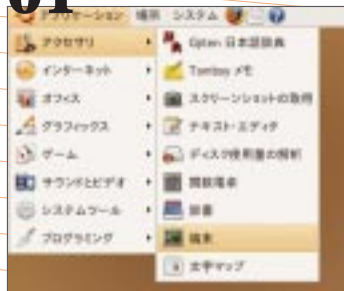 01
アプリケーション 場所 システム
アクセサリ
インターネット
オフィス
グラフィックス
ゲーム
サウンドとビデオ
システムツール
プログラミング
Gjiten 日本語辞典
Tomboy メモ
スクリーンショットの取得
テキスト・エディタ
ディスク使用量の解析
関数電卓
辞書
端末
文字マップ